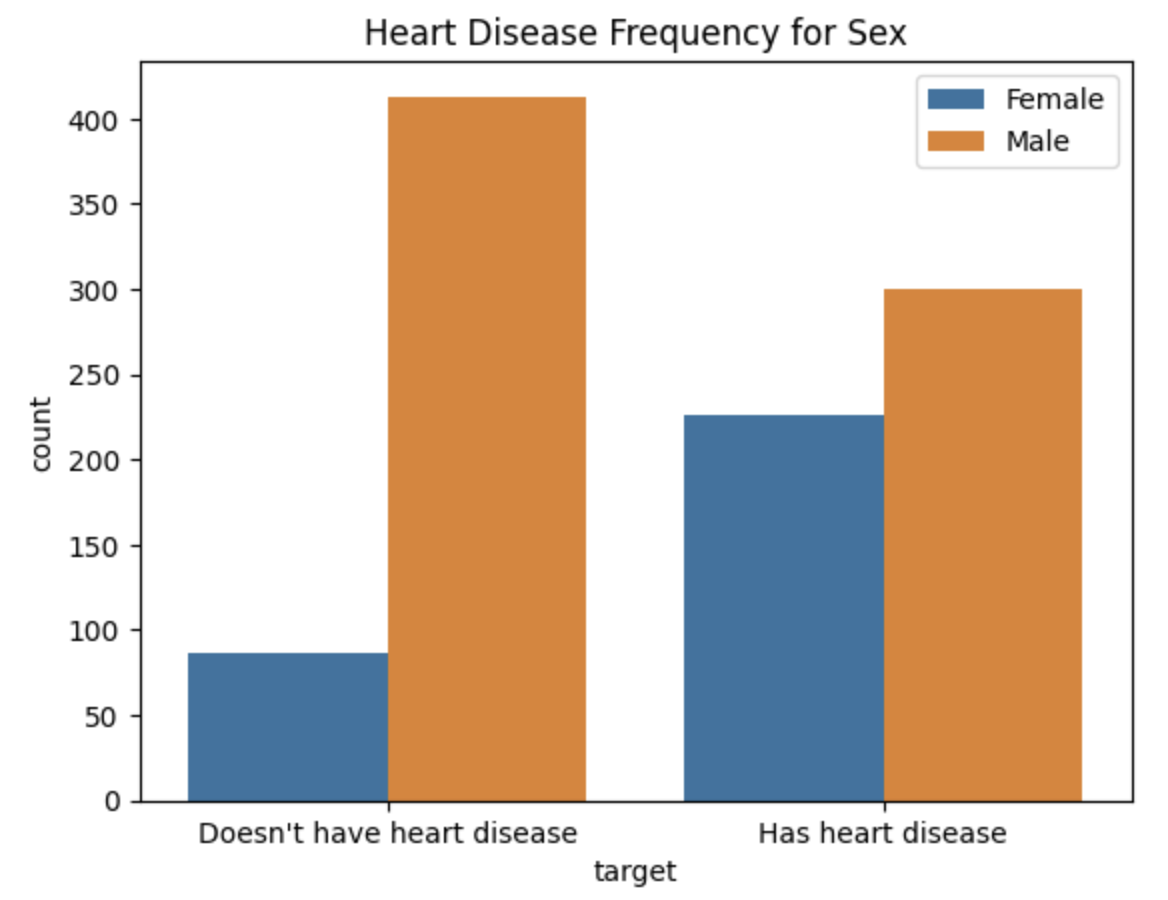 Heart Disease Frequency for Sex
Female
Male
400
350
300
250
200
150
100
50
0
count
Doesn't have heart disease
Has heart disease
target